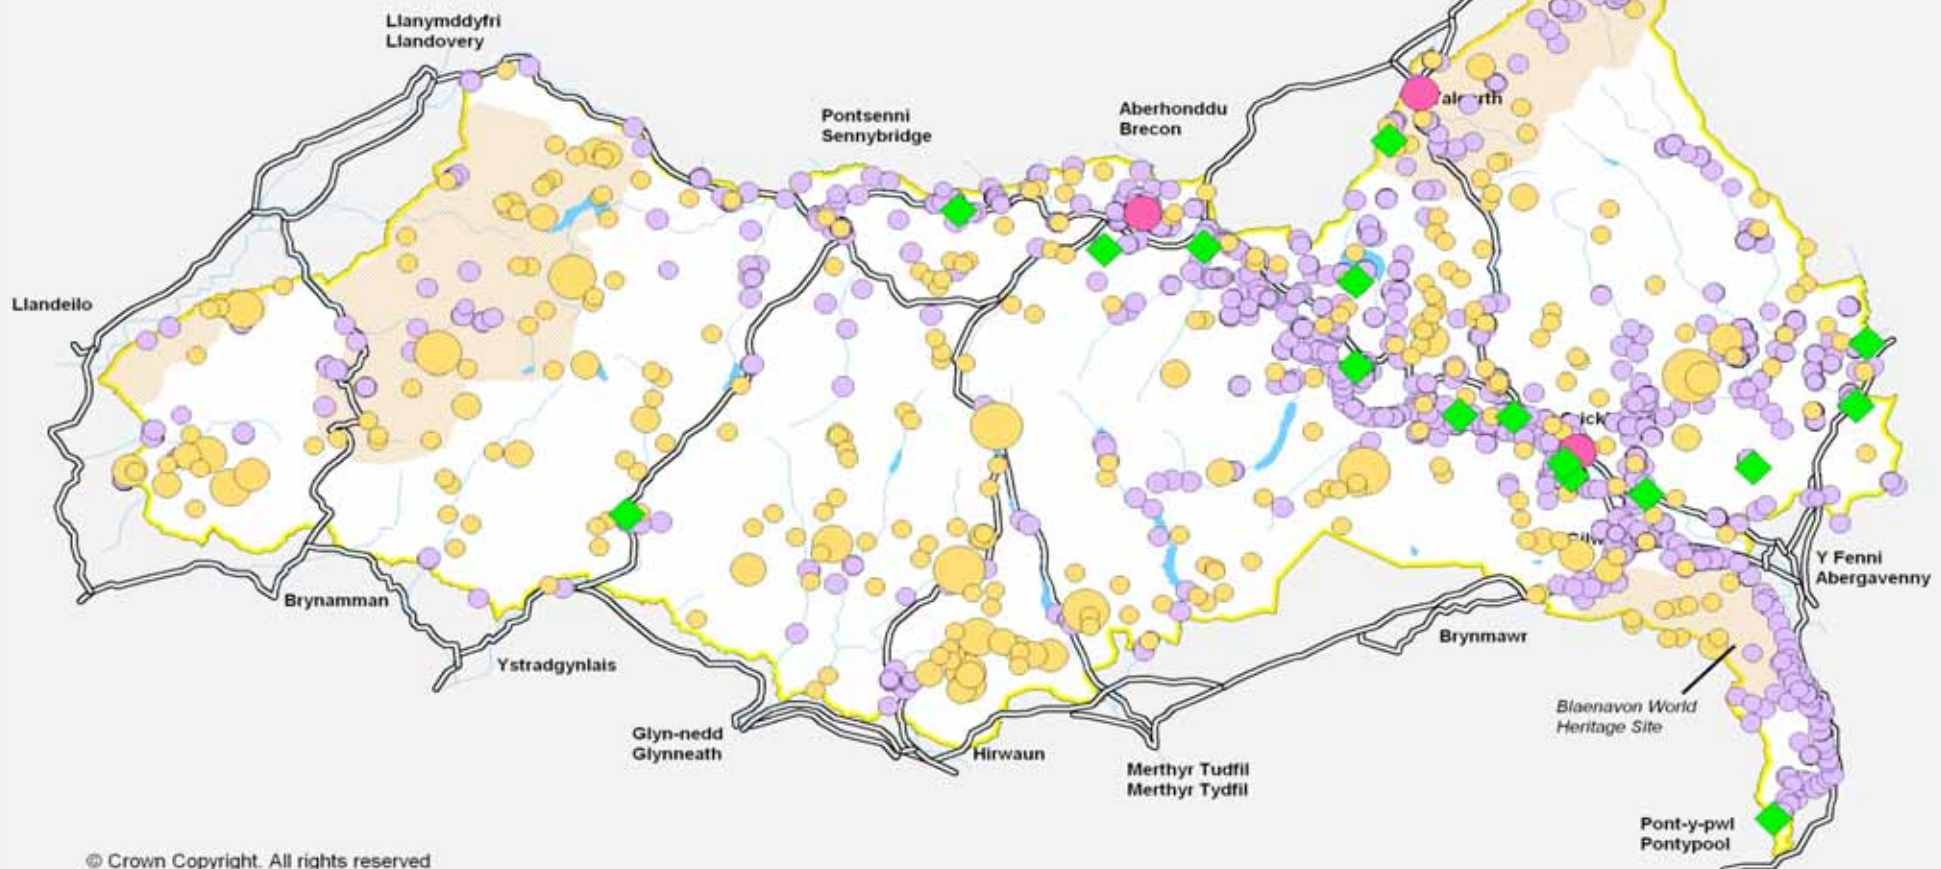 Llanymddyfri
Llandovery
Pontsenni
Sennybridge
Aberhonddu
Brecon
Llandeilo
Y Fenni
Abergavenny
Brynamman
Brynmawr
Ystradgynlais
Blaenavon World
Heritage Site
Glyn-nedd
Glynneath
Hirwaun
Merthyr Tudfil
Merthyr Tydfil
Pont-y-pwl
Pontypool
© Crown Copyright. All rights reserved